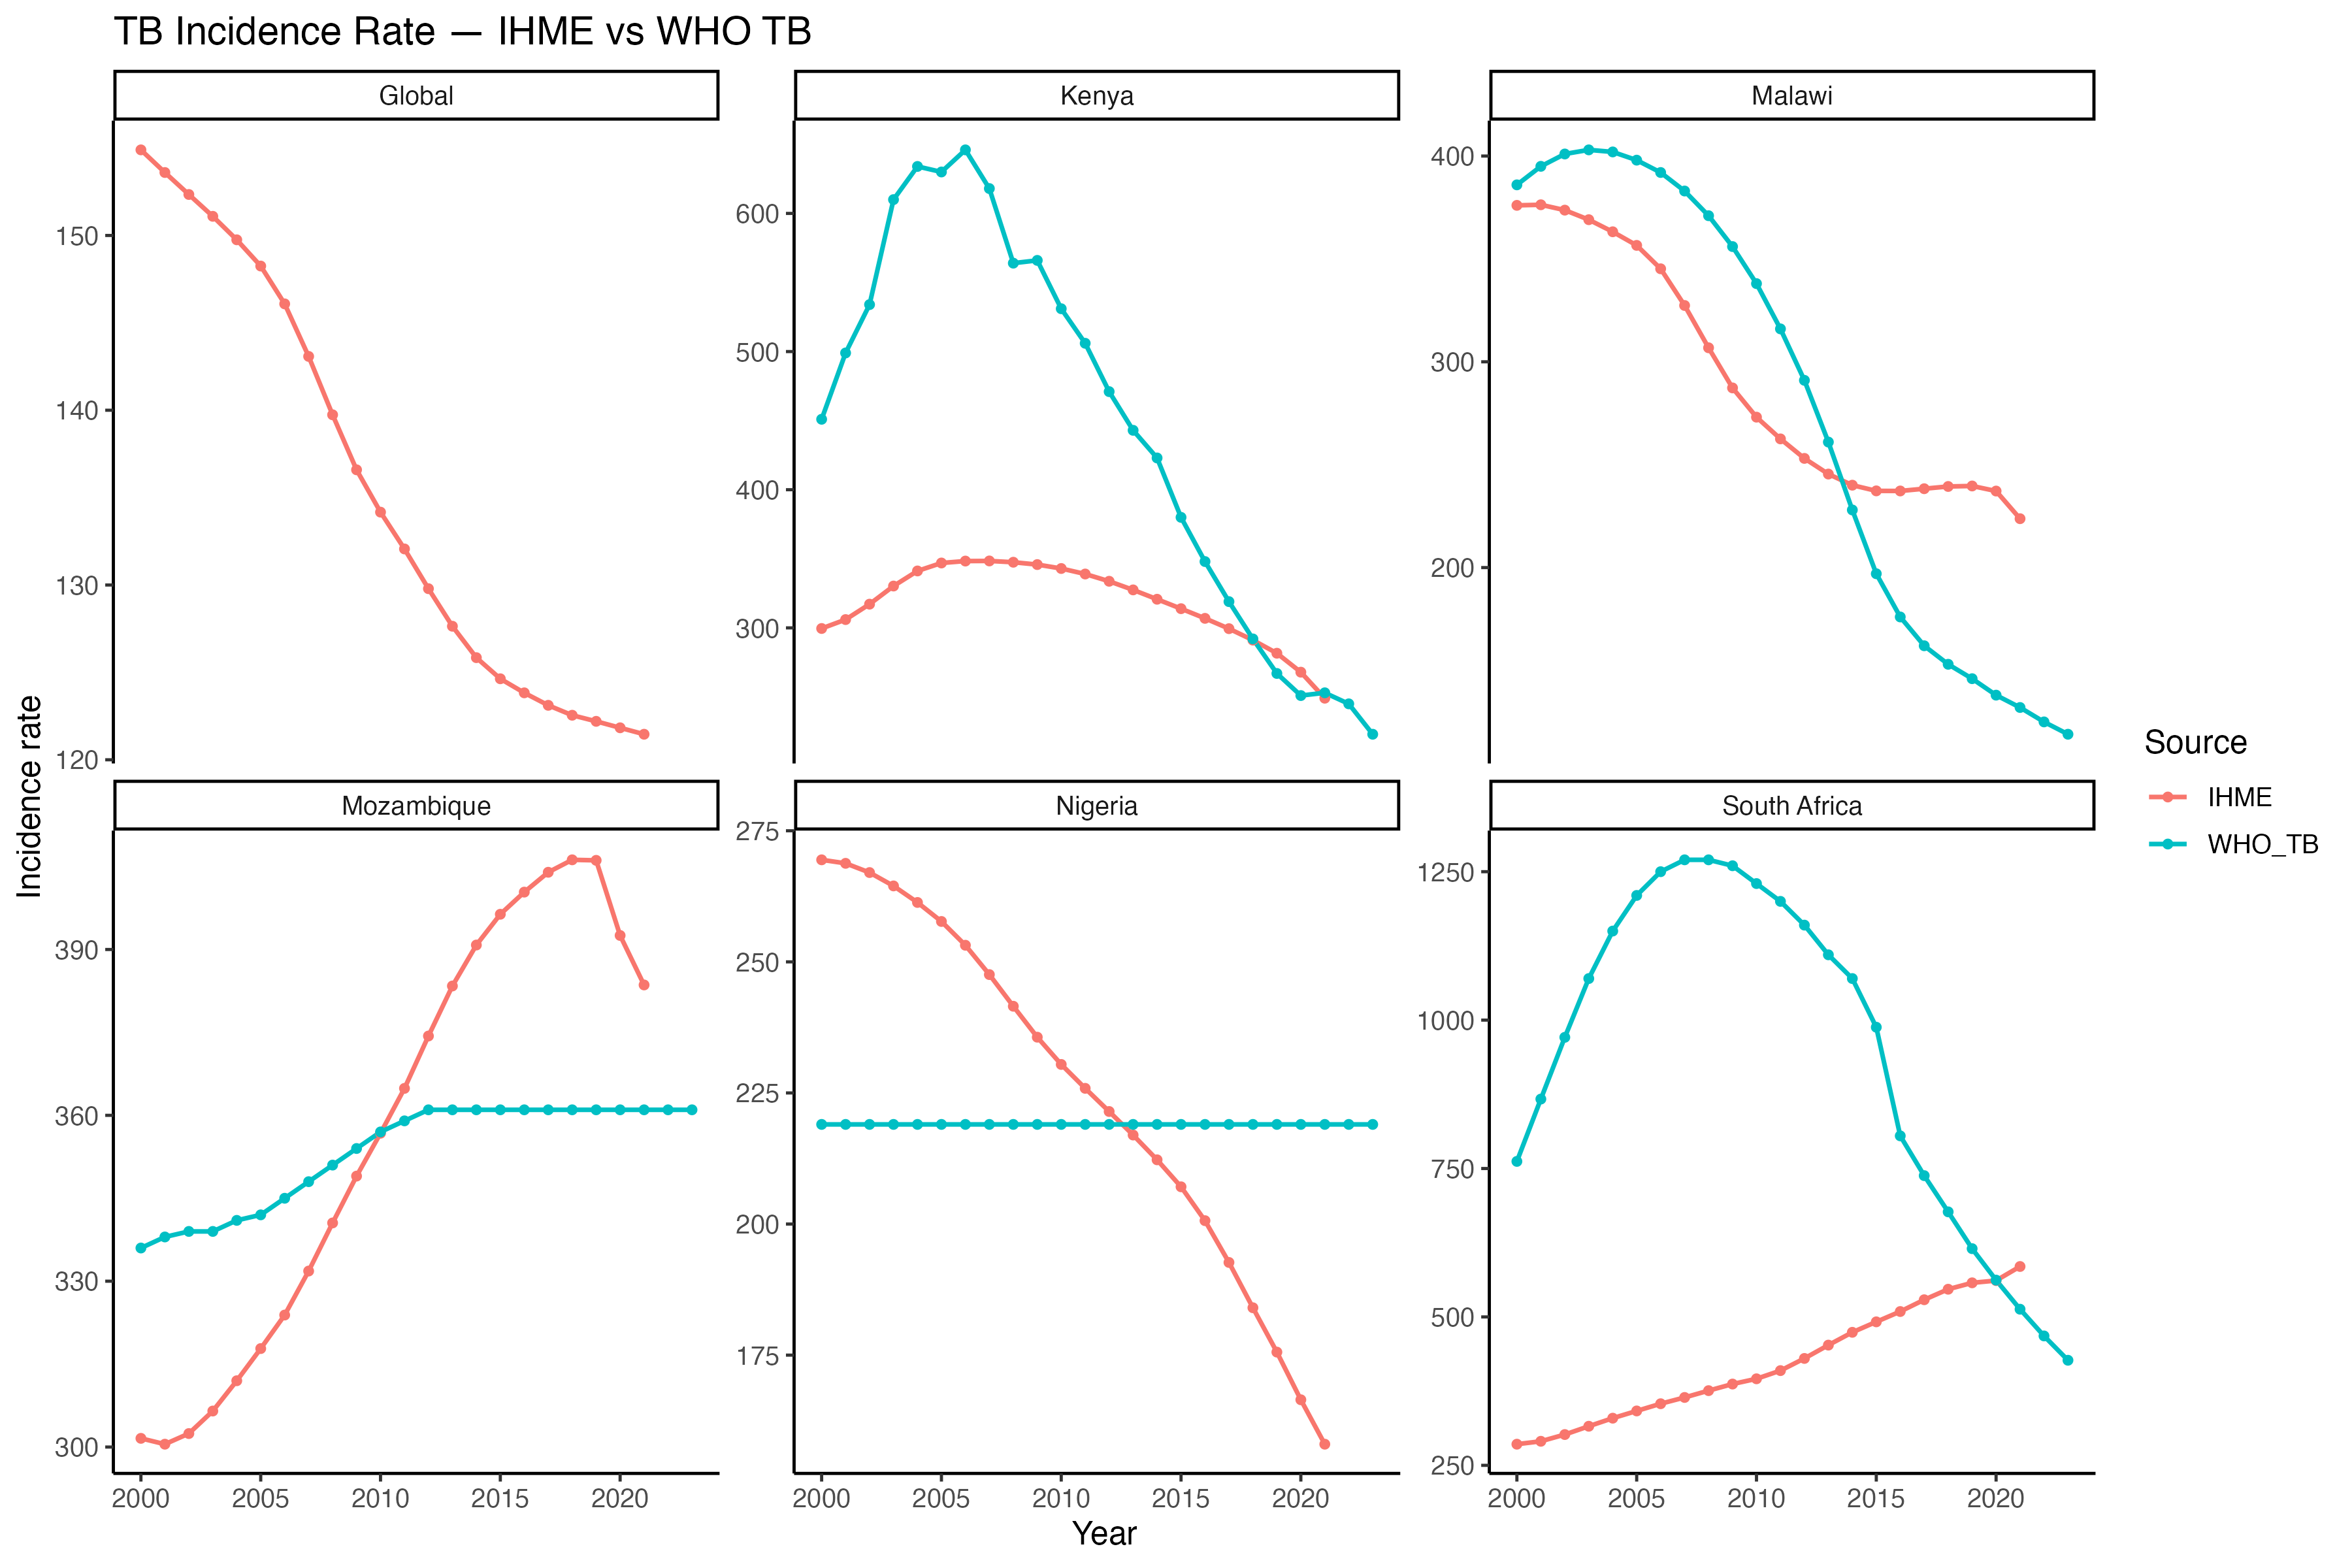 TB Incidence Rate — IHME vs WHO TB
Global
Kenya
Malawi
150
140
130
120
600
500
400
300
400
300
200
Mozambique
Nigeria
South Africa
390
360
330
300
275
250
225
200
175
1250
1000
750
500
250
2000 2005 2010 2015 2020
2000 2005 2010 2015 2020
2000 2005 2010 2015 2020
Year
Incidence rate
Source
IHME
WHO_TB